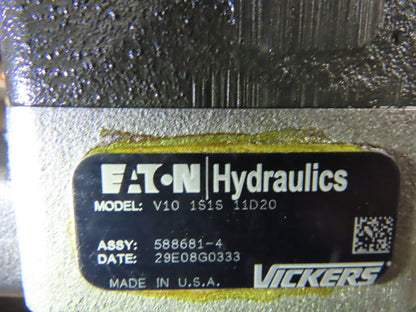 EATON | Hydraulics
MODEL: V10 1S1S 11D20
ASSY: 588681-4
DATE: 29E08G0333
MADE IN U.S.A. VICKERS